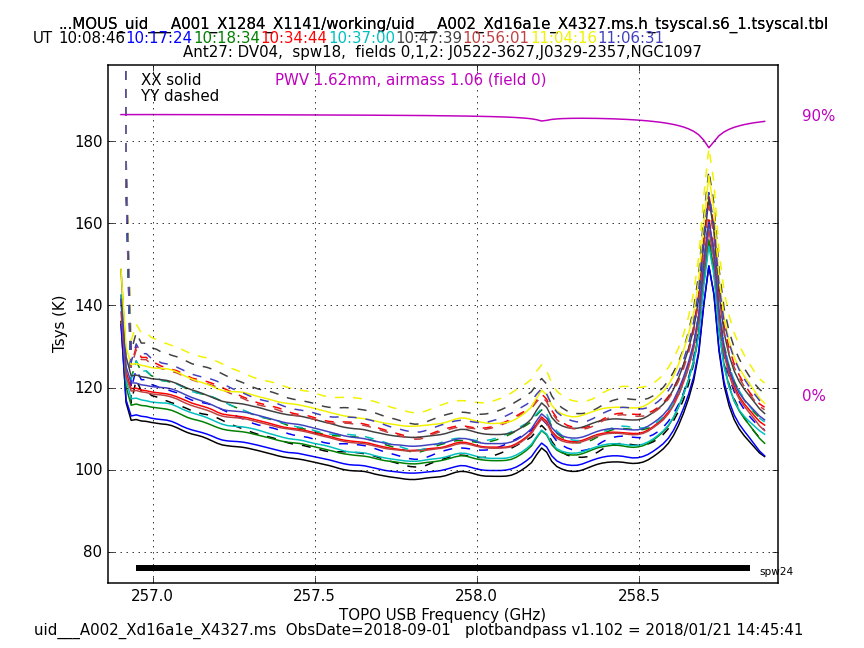 ...MOUS_uid___A001_X1284_X1141/working/uid___A002_Xd16a1e_X4327.ms.h_tsyscal.s6_1.tsyscal.tbl
UT 10:08:46 10:17:24 10:18:34 10:34:44 10:37:00 10:47:39 10:56:01 11:04:16 11:06:31
Ant27: DV04, spw18, fields 0,1,2: J0522-3627,J0329-2357,NGC1097
XX solid PWV 1.62mm, airmass 1.06 (field 0)
YY dashed
90%
180
160
140
120
100
80
Tsys (K)
0%
spw24
257.0 257.5 258.0 258.5
TOPO USB Frequency (GHz)
uid___A002_Xd16a1e_X4327.ms ObsDate=2018-09-01 plotbandpass v1.102 = 2018/01/21 14:45:41